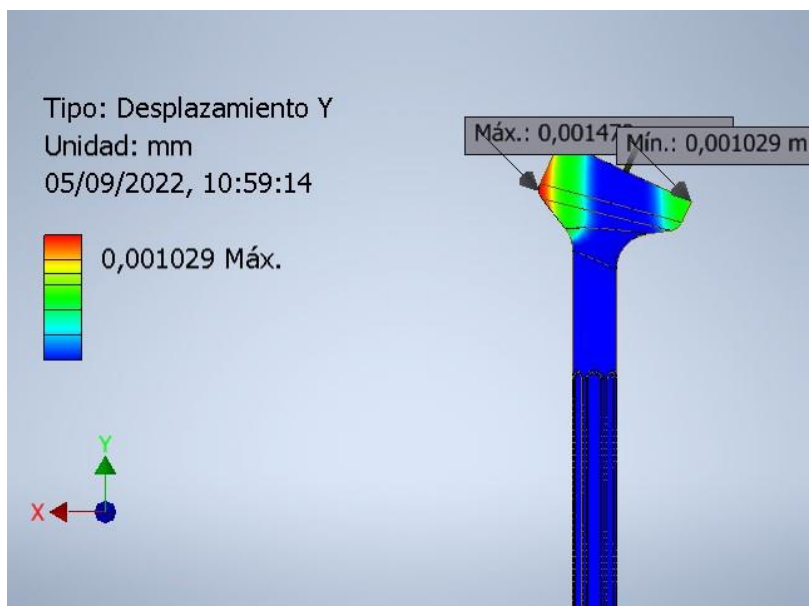 Tipo: Desplazamiento Y
Unidad: mm
05/09/2022, 10:59:14
Máx.: 0,00147
Mín.: 0,001029 m
0,001029 Máx.
Y
X